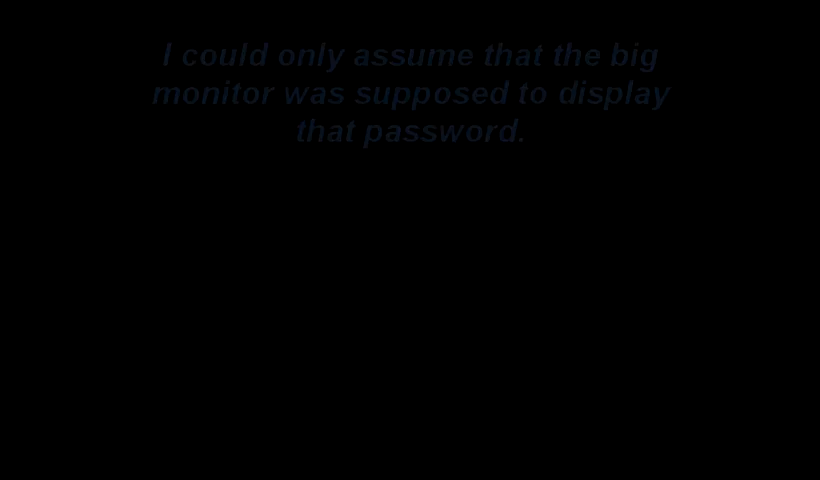 I could only assume that the big
monitor was supposed to display
that password.